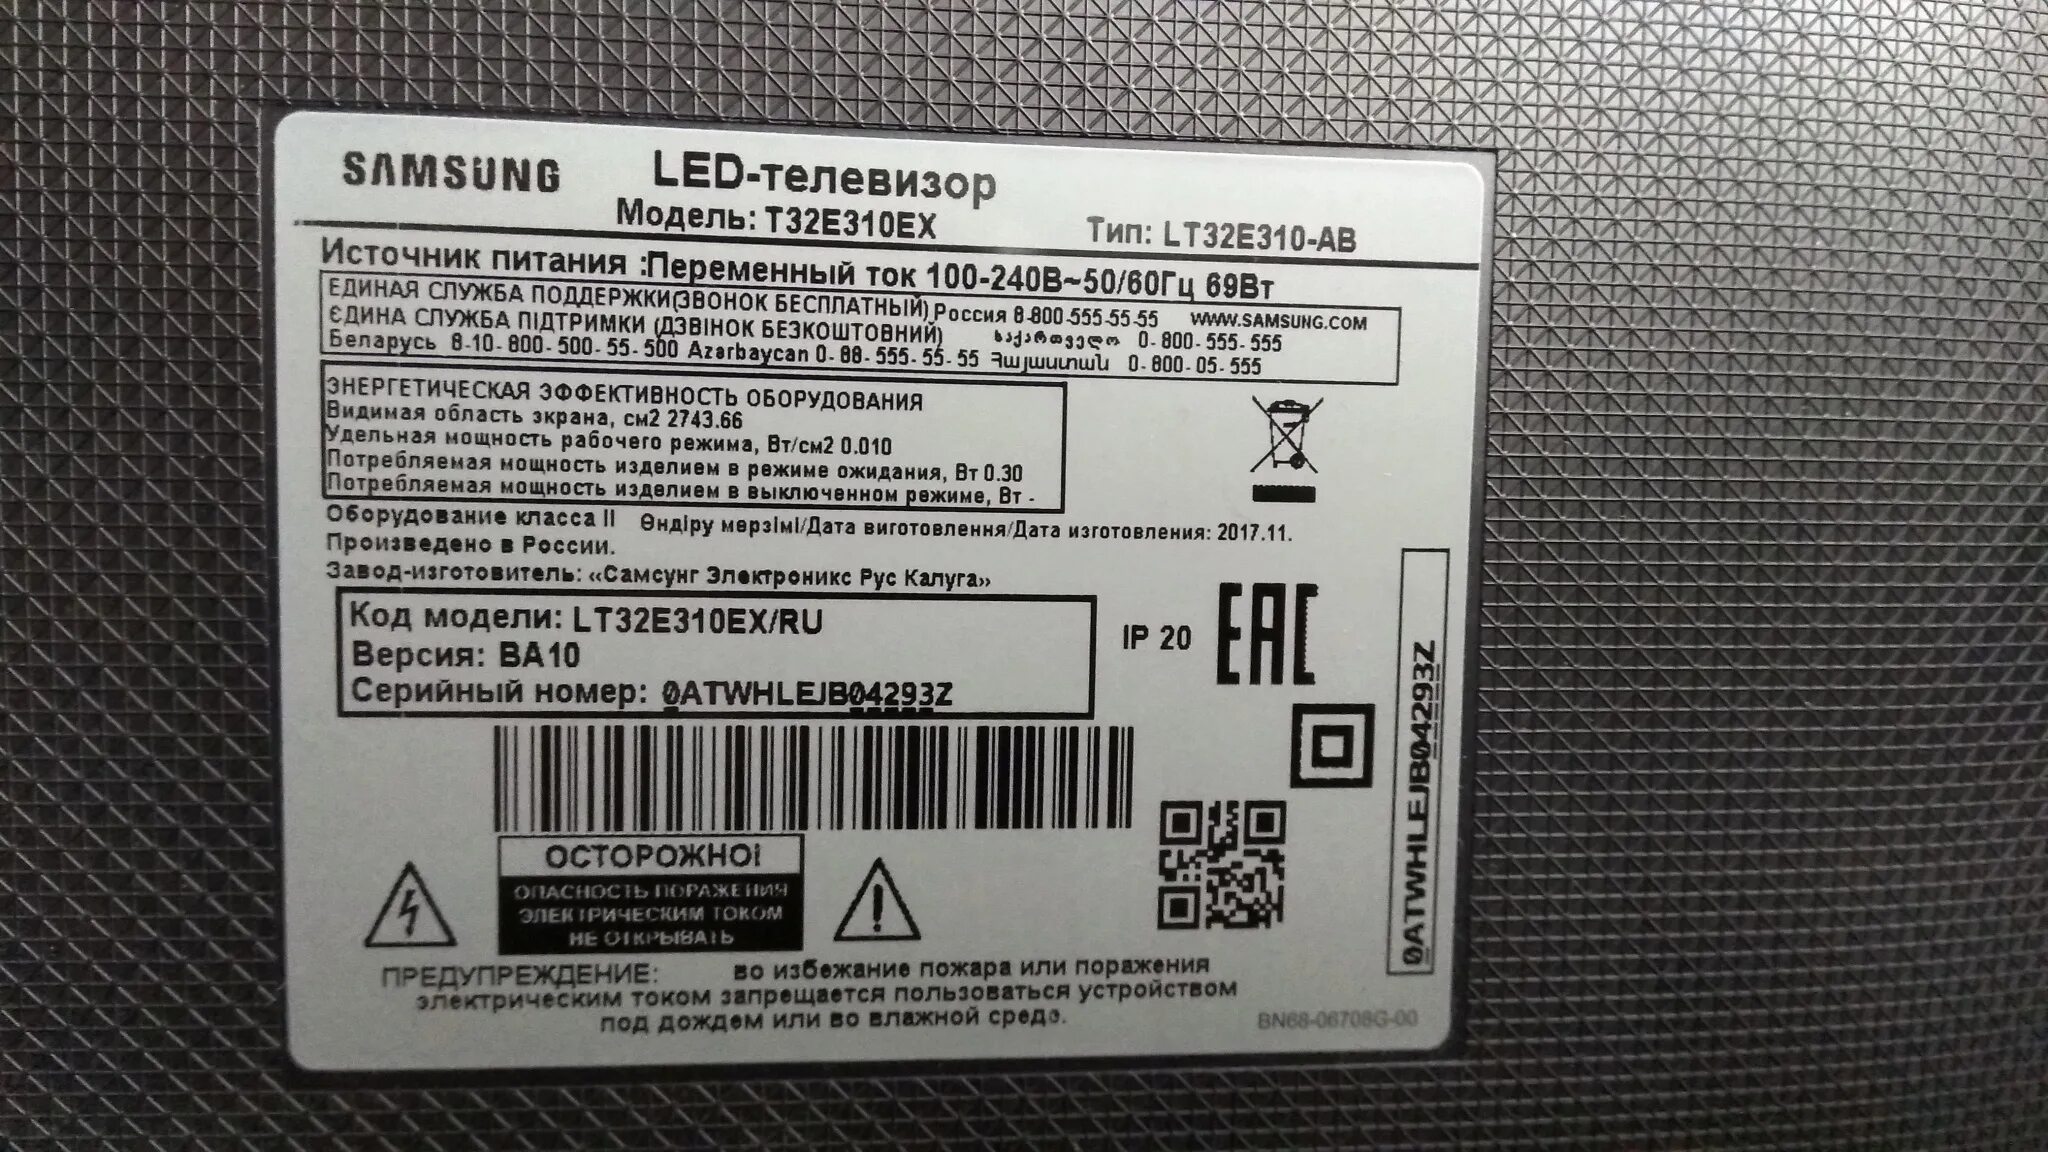 SAMSUNG LED-телевизор
Модель: T32E310EX Тип: LT32E310-AB
Источник питания :Переменный ток 100-240В~50/60Гц 69Вт
ЕДИНАЯ СЛУЖБА ПОДДЕРЖКИ(ЗВОНОК БЕСПЛАТНЫЙ) Россия 8-800-555-55-55 WWW.SAMSUNG.COM
ЄДИНА СЛУЖБА ПІДТРИМКИ (ДЗВІНОК БЕЗКОШТОВНИЙ) საქართველო 0-800-555-555
Беларусь 8-10-800-500-55-500 Azərbaycan 0-88-555-55-55 Հայաստան 0-800-05-555
ЭНЕРГЕТИЧЕСКАЯ ЭФФЕКТИВНОСТЬ ОБОРУДОВАНИЯ
Видимая область зкрана, см2 2743.66
Удельная мощность рабочего режима, Вт/см2 0.010
Потребляемая мощность изделием в режиме ожидания, Вт 0.30
Потребляемая мощность изделием в выключенном режиме, Вт -
Оборудование класса II Өндіру мерзімі/Дата виготовлення/Дата изготовления: 2017.11.
Произведено в России.
Завод-изготовитель: «Самсунг Электроникс Рус Калуга»
Код модели: LT32E310EX/RU
Версия: BA10
Серийный номер: 0ATWHLEJB04293Z
IP 20
EAC
0ATWHLEJB04293Z
ОСТОРОЖНО!
ОПАСНОСТЬ ПОРАЖЕНИЯ
ЭЛЕКТРИЧЕСКИМ ТОКОМ
НЕ ОТКРЫВАТЬ
ПРЕДУПРЕЖДЕНИЕ: во избежание пожара или поражения
электрическим током запрещается пользоваться устройством
под дождем или во влажной среде.
BN68-06708G-00